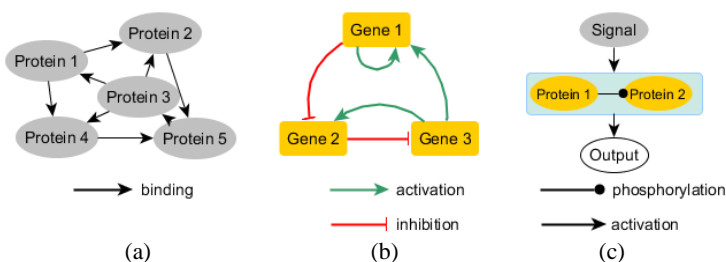 Protein 1
Protein 2
Protein 3
Protein 4
Protein 5
binding
(a)
Gene 1
Gene 2
Gene 3
activation
inhibition
(b)
Signal
Protein 1
Protein 2
Output
phosphorylation
activation
(c)